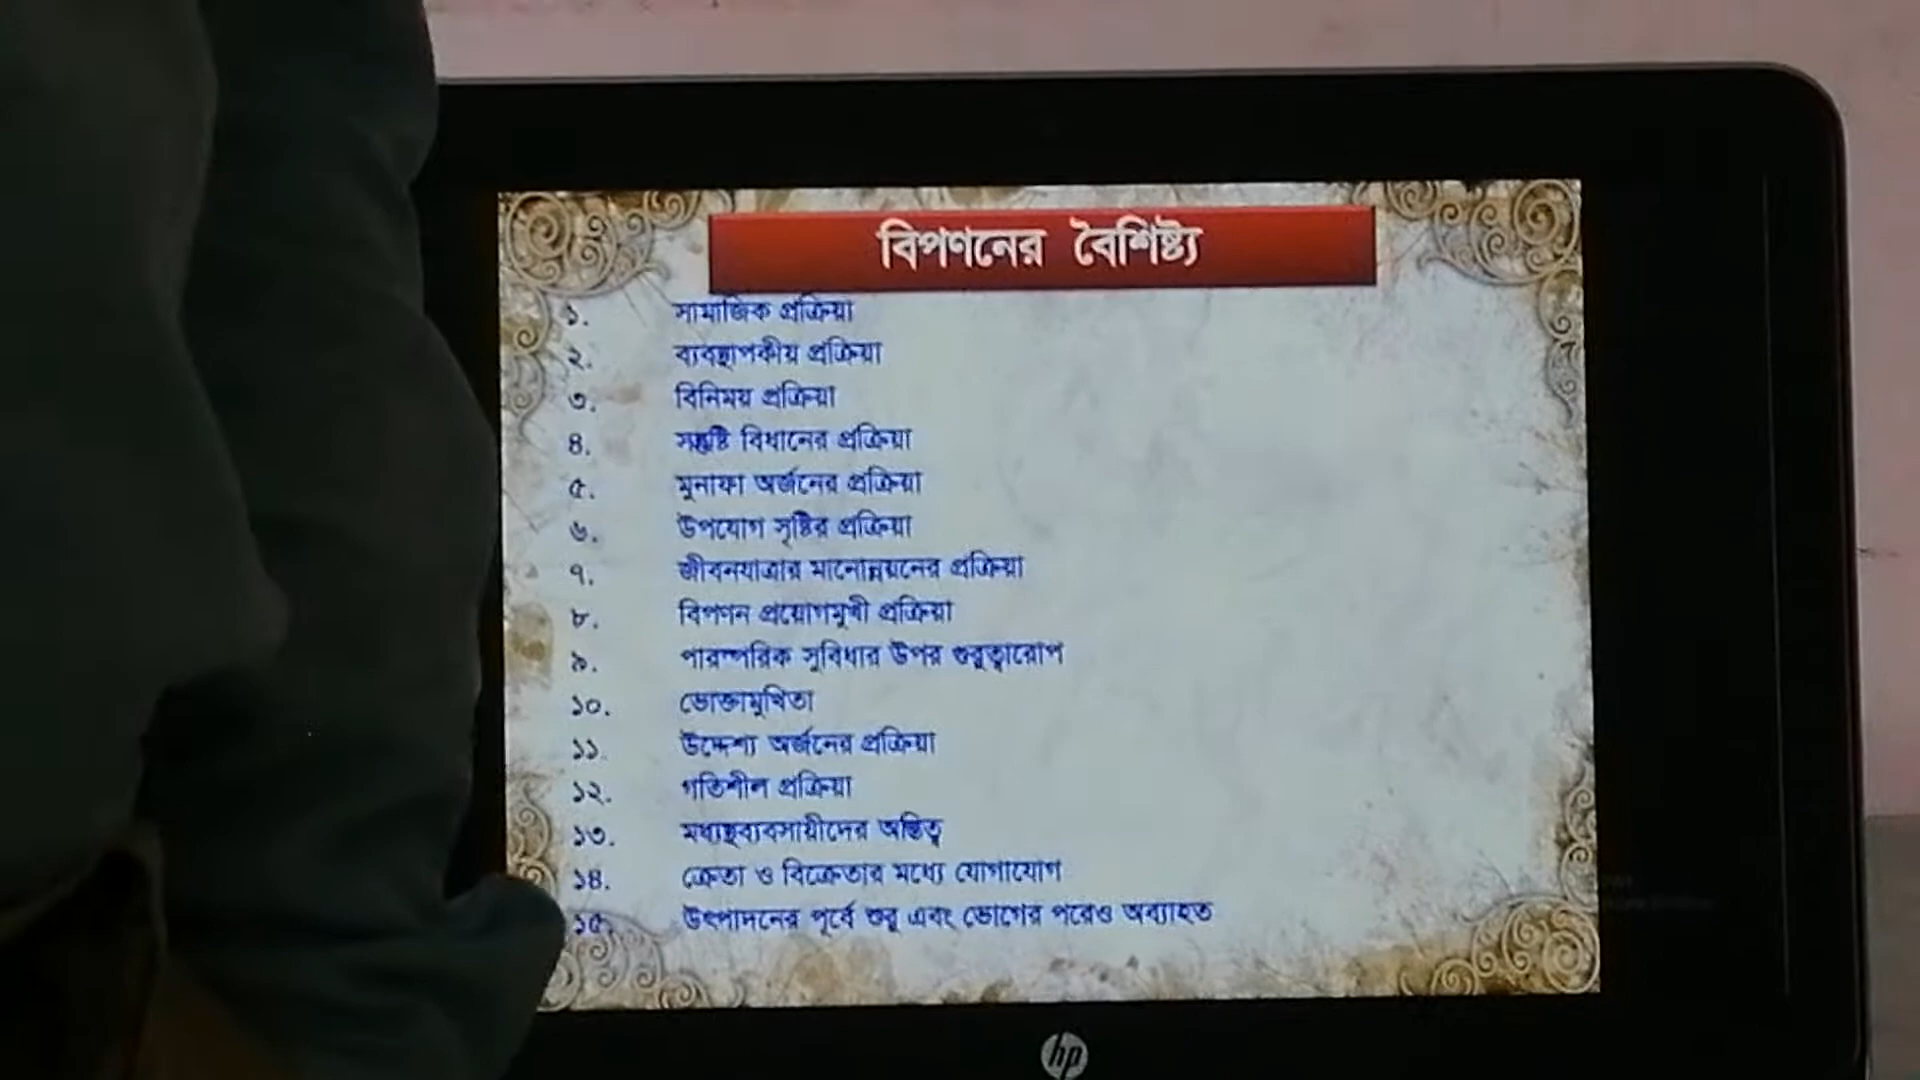 বিপণনের বৈশিষ্ট্য
১. সামাজিক প্রক্রিয়া
২. ব্যবস্থাপকীয় প্রক্রিয়া
৩. বিনিময় প্রক্রিয়া
৪. সন্তুষ্টি বিধানের প্রক্রিয়া
৫. মুনাফা অর্জনের প্রক্রিয়া
৬. উপযোগ সৃষ্টির প্রক্রিয়া
৭. জীবনযাত্রার মানোন্নয়নের প্রক্রিয়া
৮. বিপণন প্রয়োগমুখী প্রক্রিয়া
৯. পারস্পরিক সুবিধার উপর গুরুত্বারোপ
১০. ভোক্তামুখিতা
১১. উদ্দেশ্য অর্জনের প্রক্রিয়া
১২. গতিশীল প্রক্রিয়া
১৩. মধ্যস্থব্যবসায়ীদের অস্তিত্ব
১৪. ক্রেতা ও বিক্রেতার মধ্যে যোগাযোগ
১৫. উৎপাদনের পূর্বে শুরু এবং ভোগের পরেও অব্যাহত
hp